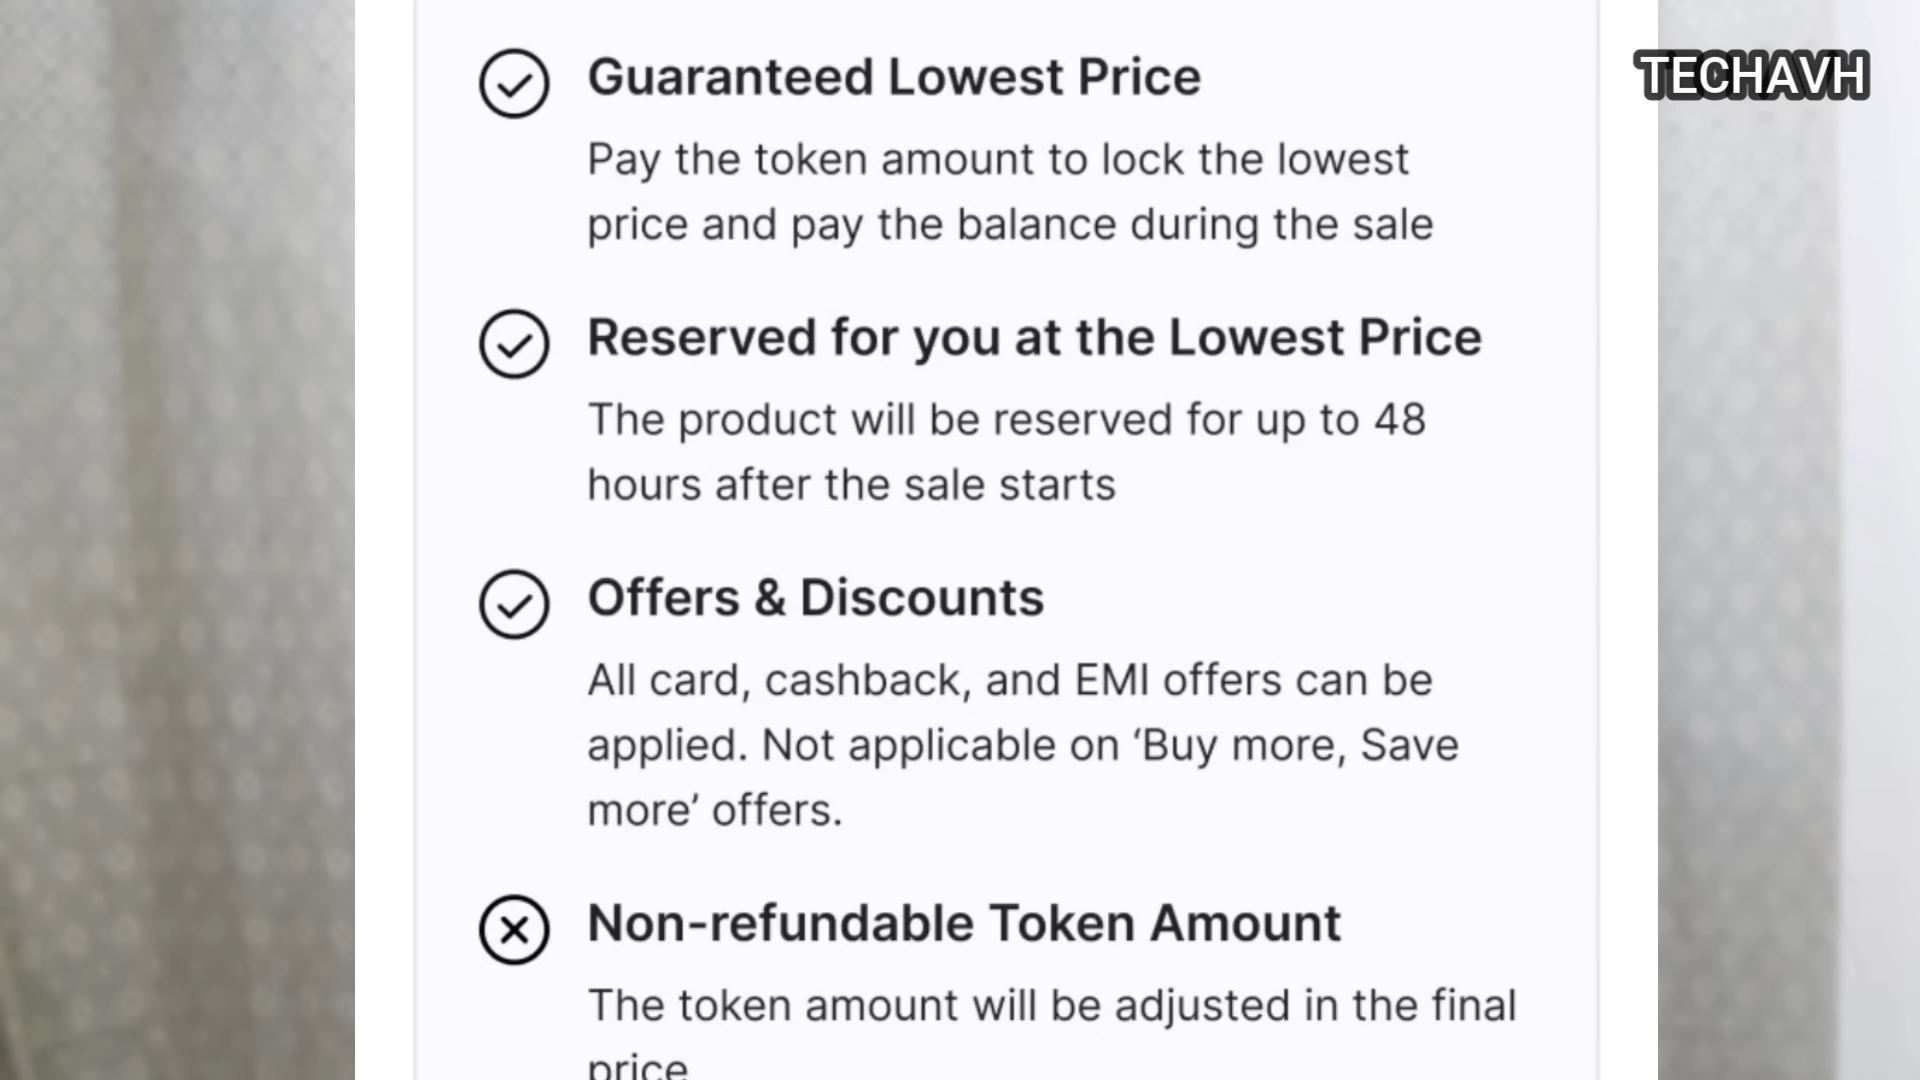 TECHAVH
Guaranteed Lowest Price
Pay the token amount to lock the lowest
price and pay the balance during the sale
Reserved for you at the Lowest Price
The product will be reserved for up to 48
hours after the sale starts
Offers & Discounts
All card, cashback, and EMI offers can be
applied. Not applicable on ‘Buy more, Save
more’ offers.
Non-refundable Token Amount
The token amount will be adjusted in the final
price